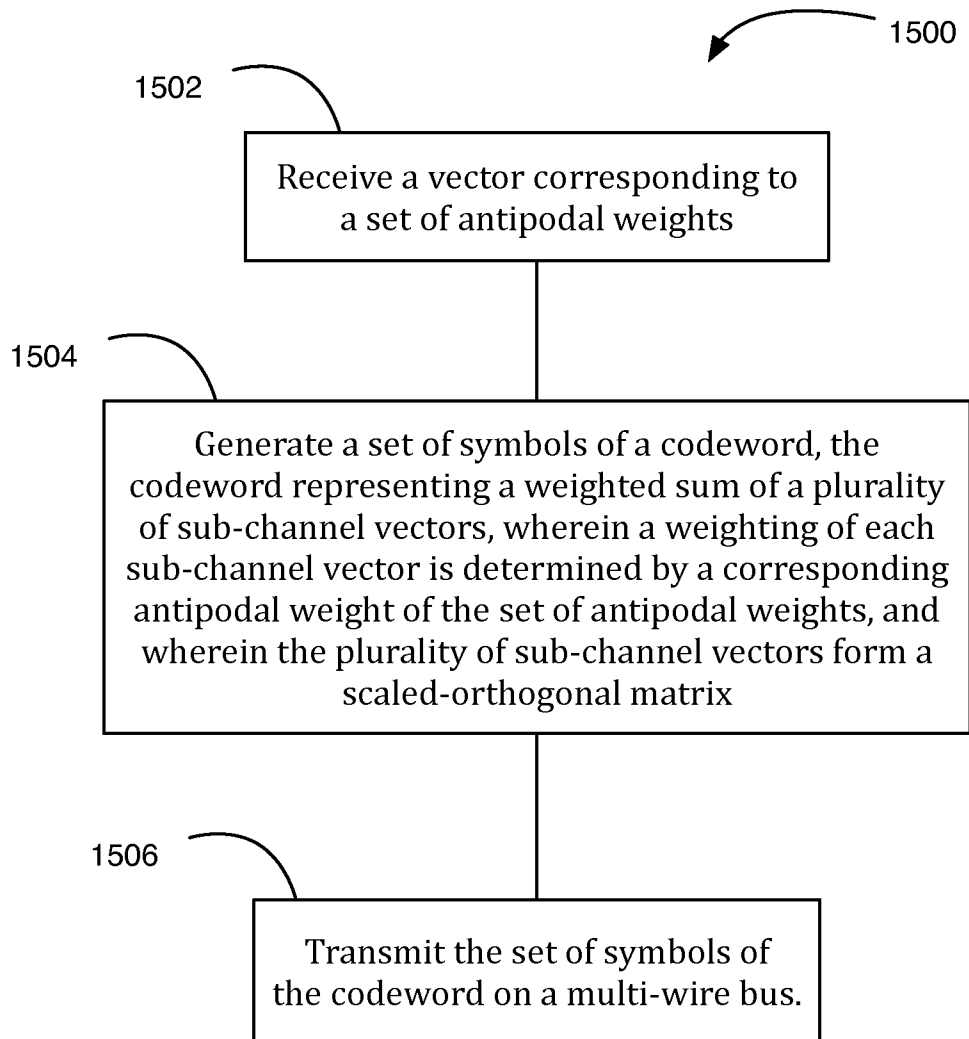 1500
1502
Receive a vector corresponding to
a set of antipodal weights
1504
Generate a set of symbols of a codeword, the
codeword representing a weighted sum of a plurality
of sub-channel vectors, wherein a weighting of each
sub-channel vector is determined by a corresponding
antipodal weight of the set of antipodal weights, and
wherein the plurality of sub-channel vectors form a
scaled-orthogonal matrix
1506
Transmit the set of symbols of
the codeword on a multi-wire bus.